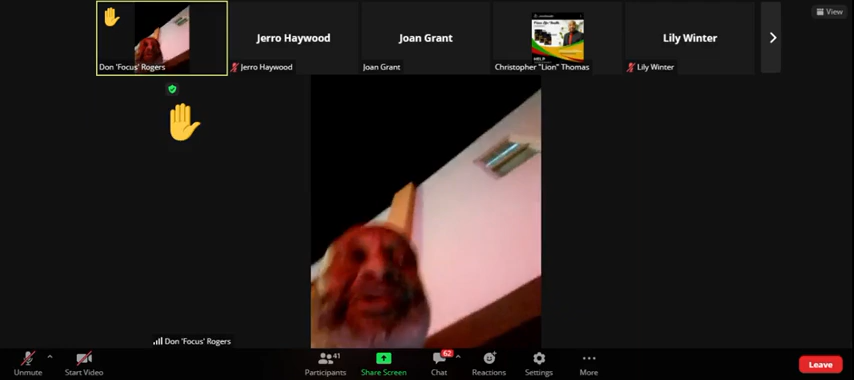 View
Jerro Haywood
Joan Grant
Lily Winter
Don 'Focus' Rogers
Jerro Haywood
Joan Grant
HELP
Christopher "Lion" Thomas
Lily Winter
Don 'Focus' Rogers
41
62
Unmute
Start Video
Participants
Share Screen
Chat
Reactions
Settings
More
Leave